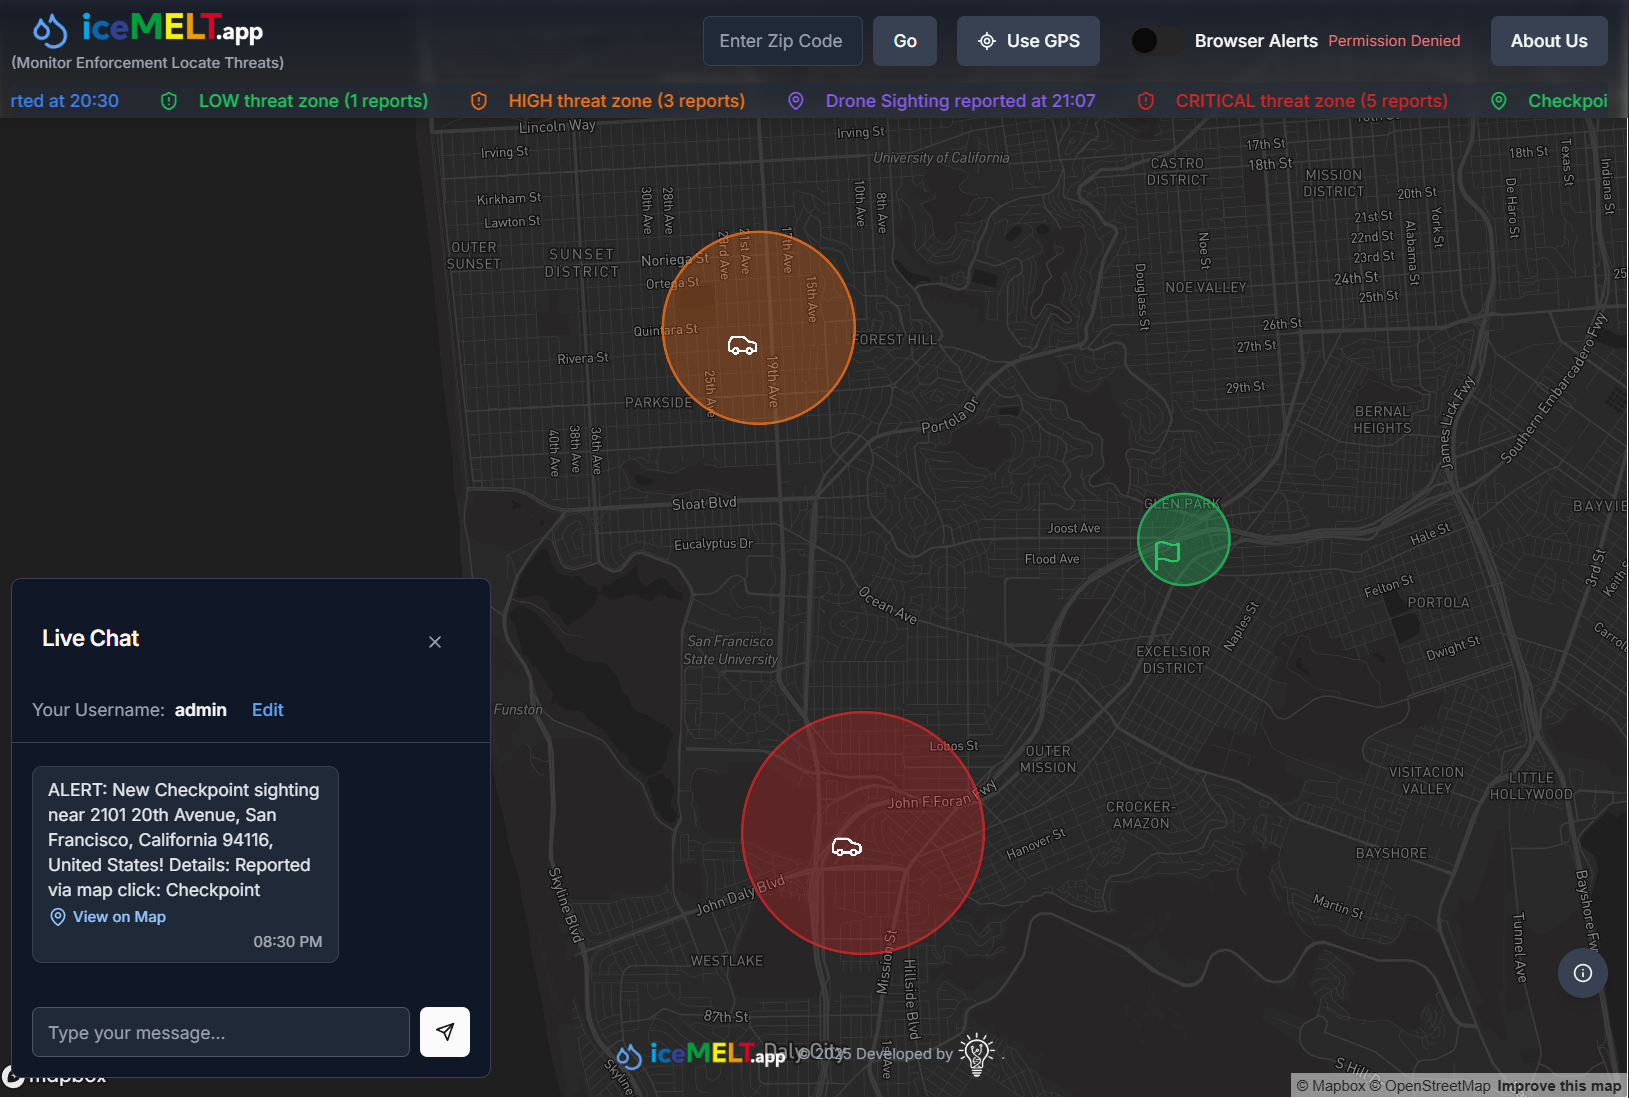 iceMELT.app
(Monitor Enforcement Locate Threats)
Enter Zip Code
Go
Use GPS
Browser Alerts
Permission Denied
About Us
rted at 20:30
LOW threat zone (1 reports)
HIGH threat zone (3 reports)
Drone Sighting reported at 21:07
CRITICAL threat zone (5 reports)
Checkpoi
Lincoln Way
Irving St
Irving St
University of California
Kirkham St
Lawton St
30th Ave
28th Ave
10th Ave
8th Ave
CASTRO
DISTRICT
17th St
18th St
MISSION
DISTRICT
18th St
Texas St
Indiana St
De Haro St
20th St
York St
Alabama St
21st St
22nd St
23rd St
24th St
25th St
25
OUTER
SUNSET
SUNSET
DISTRICT
Noriega St
Ortega St
23rd Ave
21st Ave
17th Ave
15th Ave
Quintara St
Rivera St
FOREST HILL
Noe St
Douglass St
NOE VALLEY
26th St
27th St
29th St
PARKSIDE
25th Ave
19th Ave
40th Ave
38th Ave
36th Ave
Portola Dr
BERNAL
HEIGHTS
James Lick Fwy
Southern Embarcadero Fwy
Sloat Blvd
Eucalyptus Dr
GLEN PARK
Joost Ave
Flood Ave
Hale St
BAYVIE
3rd St
Keith S
Felton St
PORTOLA
Ocean Ave
San Francisco
State University
Naples St
EXCELSIOR
DISTRICT
Dwight St
Carroll
Funston
Lobos St
OUTER
MISSION
John F Foran Fwy
VISITACION
VALLEY
LITTLE
HOLLYWOOD
CROCKER-
AMAZON
Hanover St
BAYSHORE
John Daly Blvd
Skyline Blvd
Martin St
Bayshore Fw
Tunnel Ave
WESTLAKE
Mission St
Hillside Blvd
87th St
1st Ave
Skyline
Daly City
S Hill D
Live Chat
Your Username: admin Edit
ALERT: New Checkpoint sighting
near 2101 20th Avenue, San
Francisco, California 94116,
United States! Details: Reported
via map click: Checkpoint
View on Map
08:30 PM
Type your message...
iceMELT.app © 2025 Developed by .
mapbox
© Mapbox © OpenStreetMap Improve this map